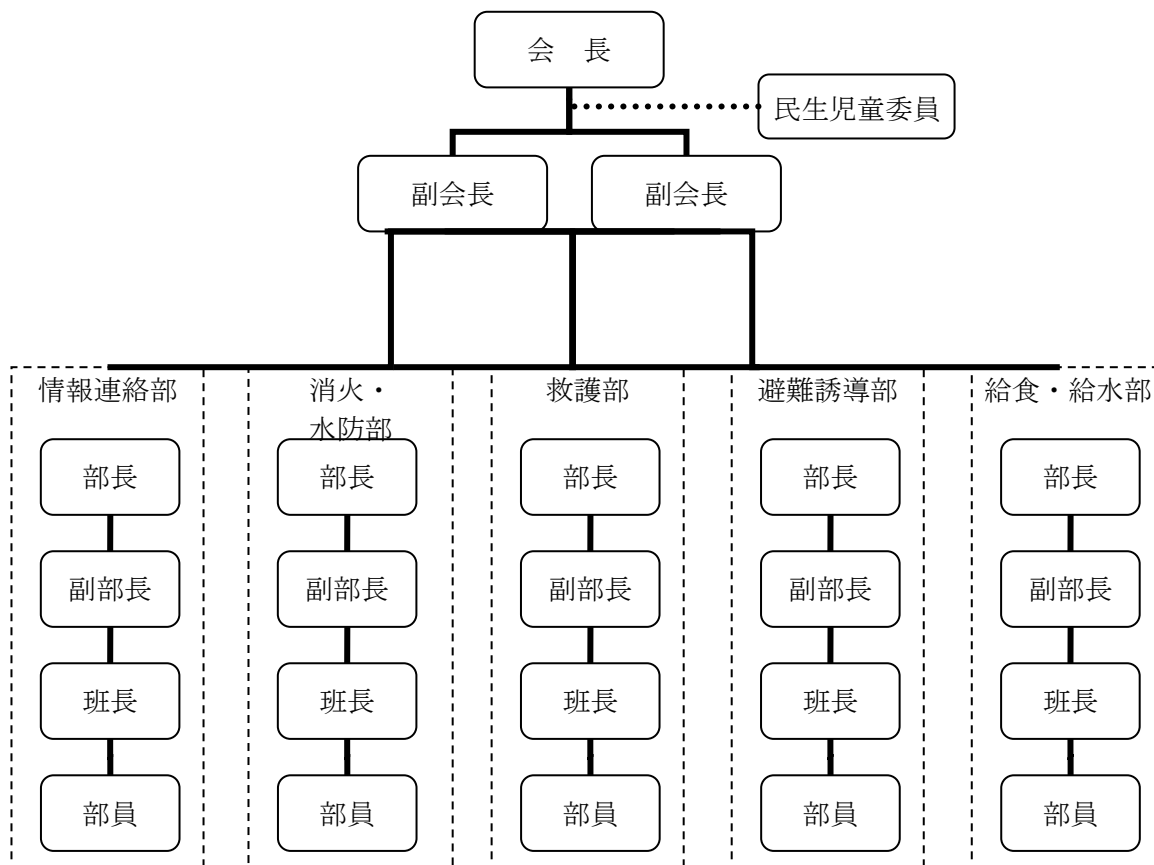 会　長
民生児童委員
副会長
副会長
情報連絡部
消火・
水防部
救護部
避難誘導部
給食・給水部
部長
部長
部長
部長
部長
副部長
副部長
副部長
副部長
副部長
班長
班長
班長
班長
班長
部員
部員
部員
部員
部員